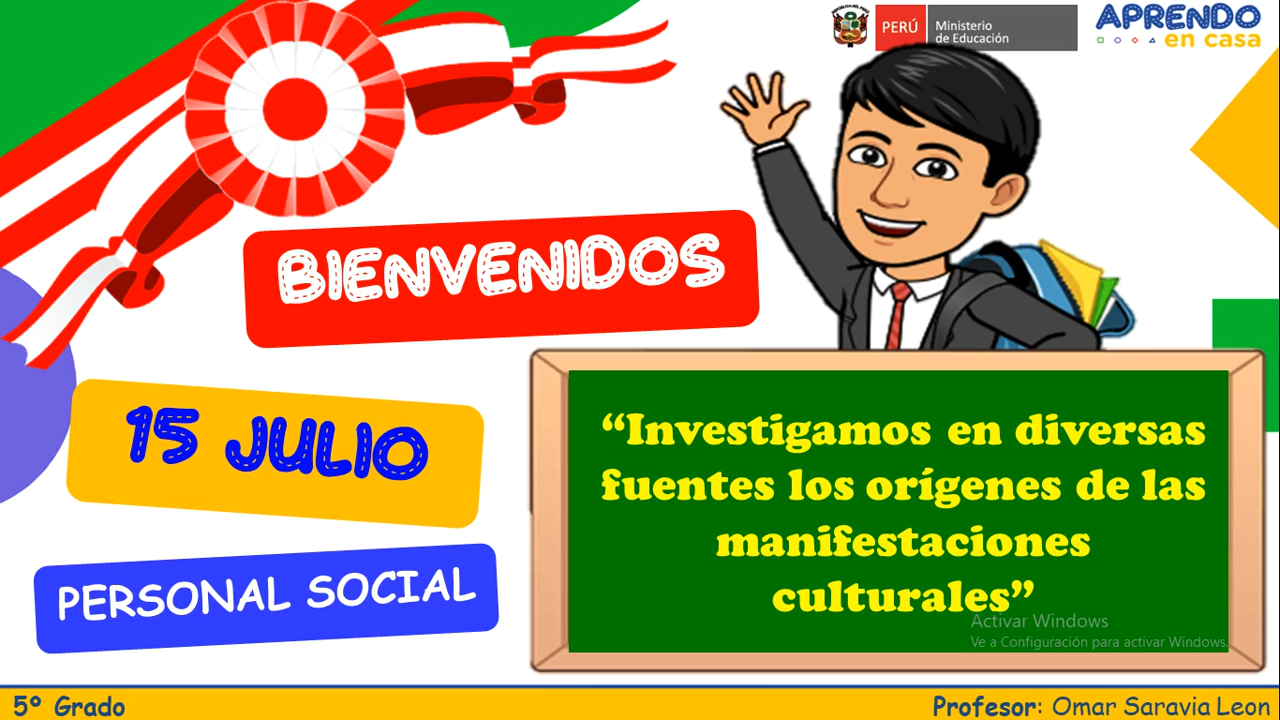 PERÚ
Ministerio
de Educación
APRENDO
en casa
BIENVENIDOS
15 JULIO
PERSONAL SOCIAL
“Investigamos en diversas
fuentes los orígenes de las
manifestaciones
culturales”
Activar Windows
Ve a Configuración para activar Windows.
5º Grado
Profesor: Omar Saravia Leon